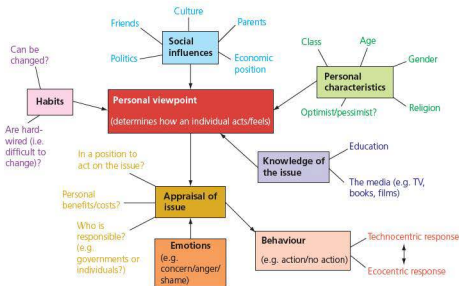 Culture
Friends
Parents
Social
influences
Politics
Economic
position
Class
Age
Gender
Personal
characteristics
Optimist/pessimist?
Religion
Can be
changed?
Habits
Are hard-
wired (i.e.
difficult to
change)?
Personal viewpoint
(determines how an individual acts/feels)
Knowledge of
the issue
Education
The media (e.g. TV,
books, films)
In a position to
act on the issue?
Personal
benefits/costs?
Who is
responsible?
(e.g.
governments or
individuals?)
Appraisal of
issue
Emotions
(e.g.
concern/anger/
shame)
Behaviour
(e.g. action/no action)
Technocentric response
Ecocentric response